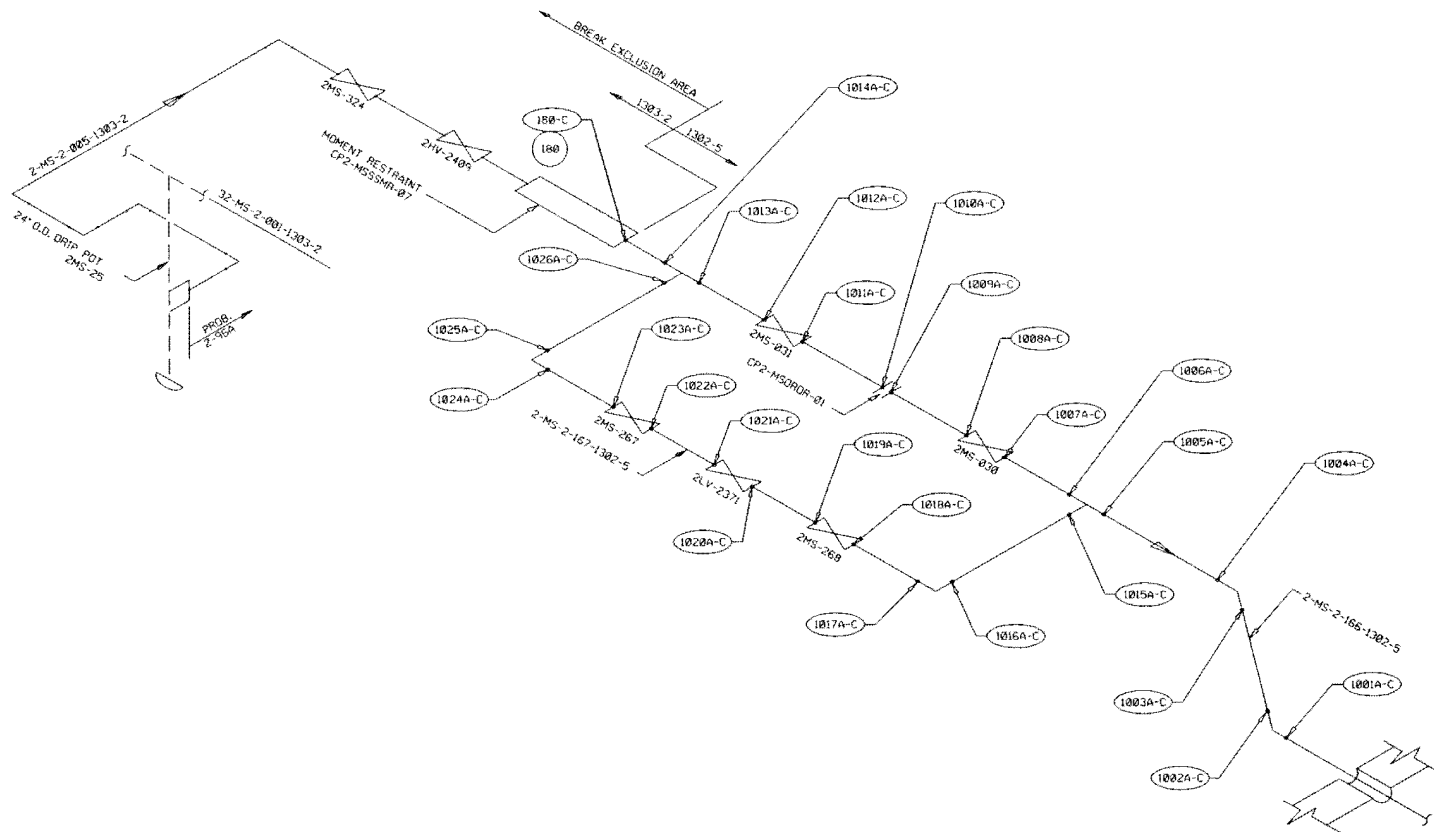 BREAK EXCLUSION AREA
1303-2
1302-5
1014A-C
2MS-324
180-C
180
2HV-2409
MOMENT RESTRAINT
CP2-MSSSMR-07
2-MS-2-005-1303-2
32-MS-2-001-1303-2
24" O.D. DRIP POT
2MS-25
PROB.
2-96A
1013A-C
1012A-C
1010A-C
1026A-C
1011A-C
1009A-C
2MS-031
CP2-MSOROR-01
1025A-C
1023A-C
1008A-C
1024A-C
1022A-C
1006A-C
2MS-267
2-MS-2-167-1302-5
1021A-C
1019A-C
1007A-C
2MS-030
1005A-C
1004A-C
2LV-2371
1018A-C
1020A-C
2MS-268
1017A-C
1016A-C
1015A-C
2-MS-2-166-1302-5
1003A-C
1001A-C
1002A-C